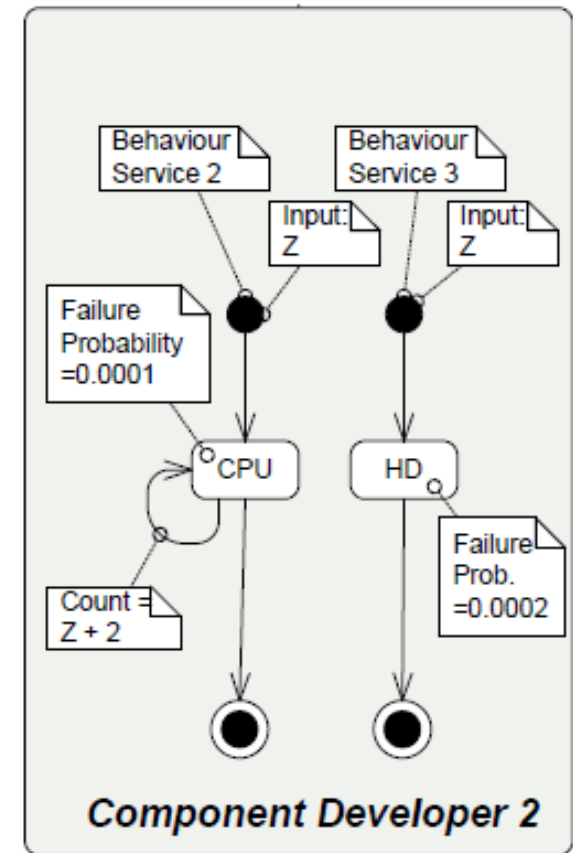 Behaviour
Service 2
Behaviour
Service 3
Input:
Z
Input:
Z
Failure
Probability
=0.0001
CPU
HD
Failure
Prob.
=0.0002
Count =
Z + 2
Component Developer 2